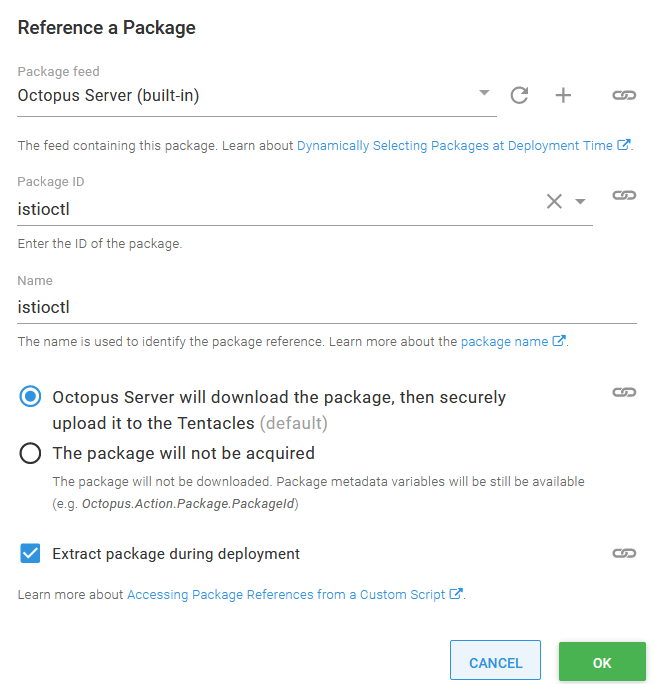 Reference a Package
Package feed
Octopus Server (built-in)
The feed containing this package. Learn about Dynamically Selecting Packages at Deployment Time.
Package ID
istioctl
Enter the ID of the package.
Name
istioctl
The name is used to identify the package reference. Learn more about the package name.
Octopus Server will download the package, then securely
upload it to the Tentacles (default)
The package will not be acquired
The package will not be downloaded. Package metadata variables will be still be available
(e.g. Octopus.Action.Package.PackageId)
Extract package during deployment
Learn more about Accessing Package References from a Custom Script.
CANCEL
OK